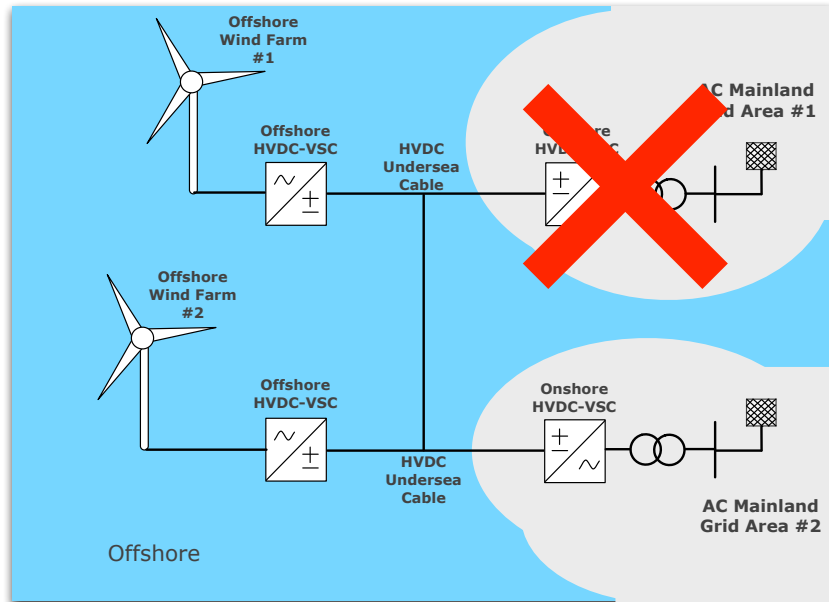 Offshore
Wind Farm
#1
AC Mainland
Area #1
Offshore
HVDC-VSC
HVDC
Undersea
Cable
HVDC
Offshore
Wind Farm
#2
Offshore
HVDC-VSC
Onshore
HVDC-VSC
HVDC
Undersea
Cable
AC Mainland
Grid Area #2
Offshore